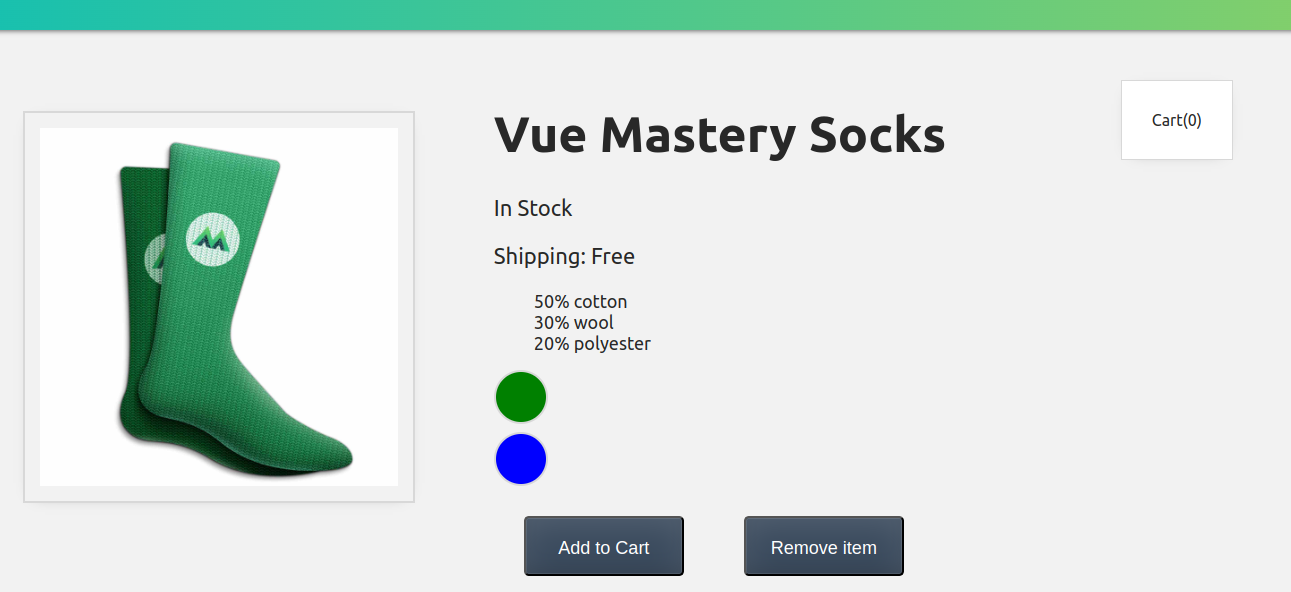 Cart(0)
Vue Mastery Socks
In Stock
Shipping: Free
50% cotton
30% wool
20% polyester
Add to Cart
Remove item